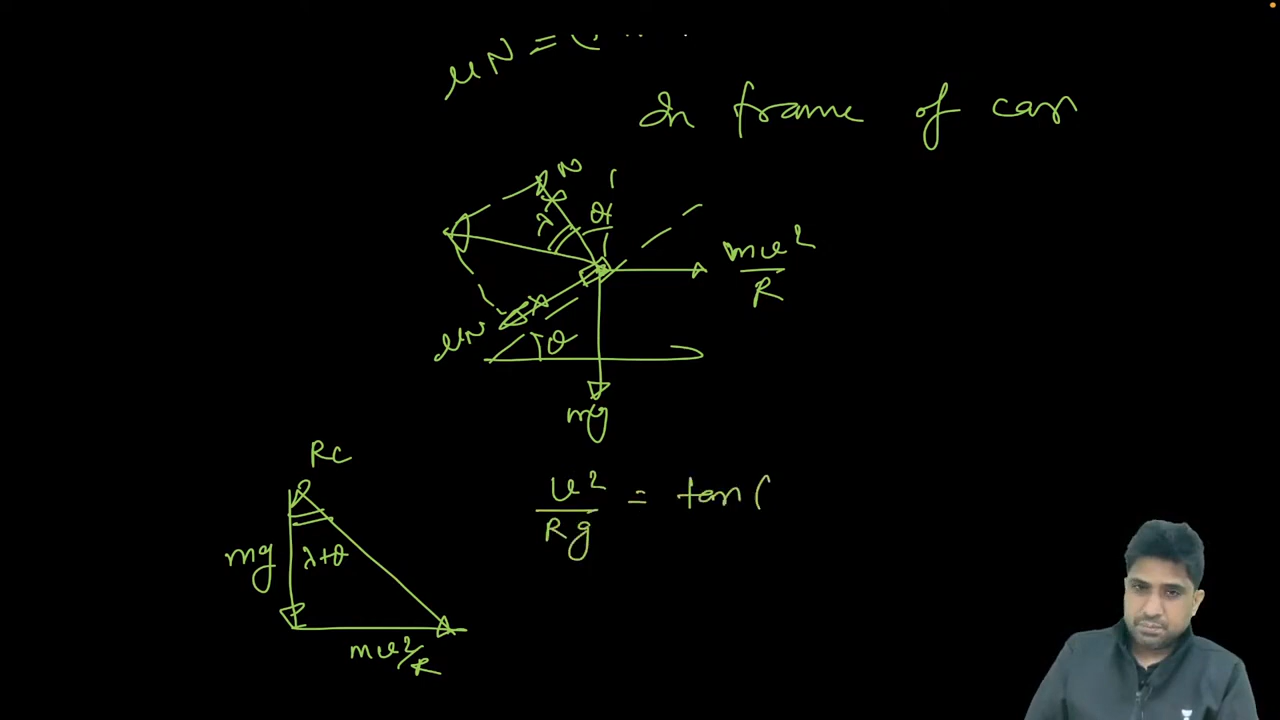 μN =
In frame of car
N
λ
θ
mv²
R
μN
θ
mg
Rc
v²
Rg
= tan(
mg
λ+θ
mv²/R